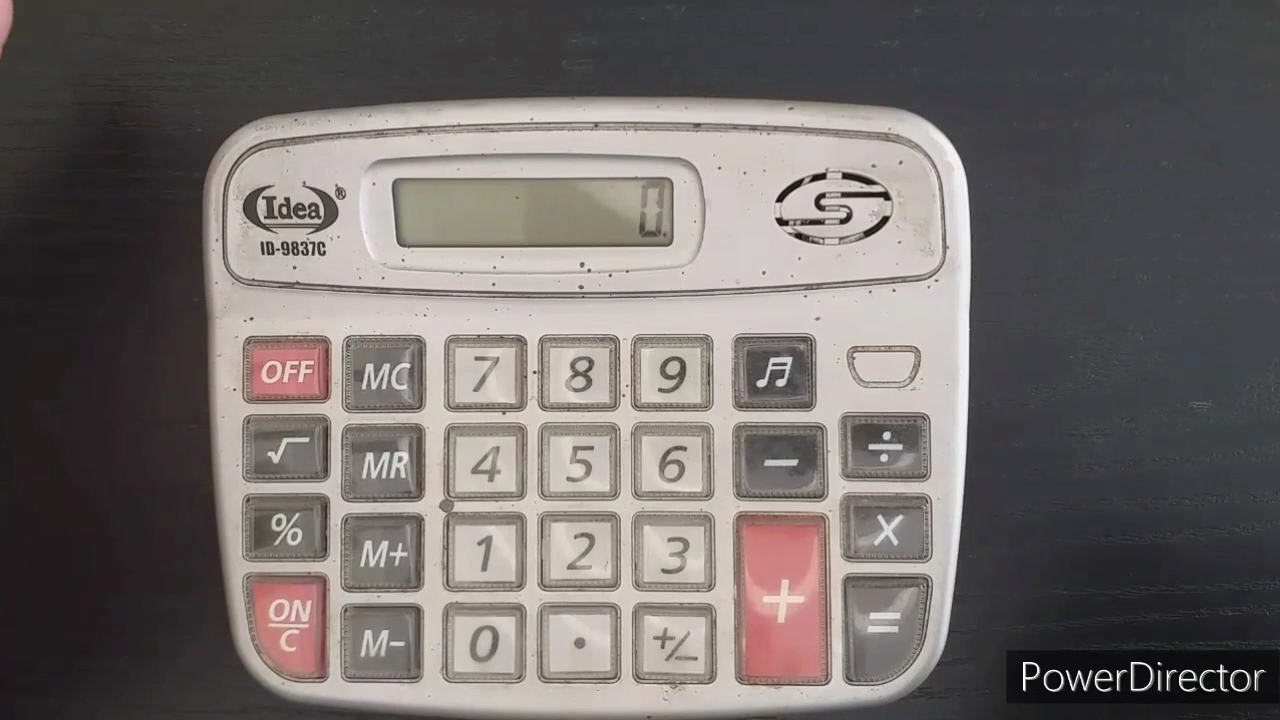 Idea®
ID-9837C
0.
S
OFF MC 7 8 9 ♫
√ MR 4 5 6 − ÷
% M+ 1 2 3 + X
ON/C M− 0 . +/− =
PowerDirector